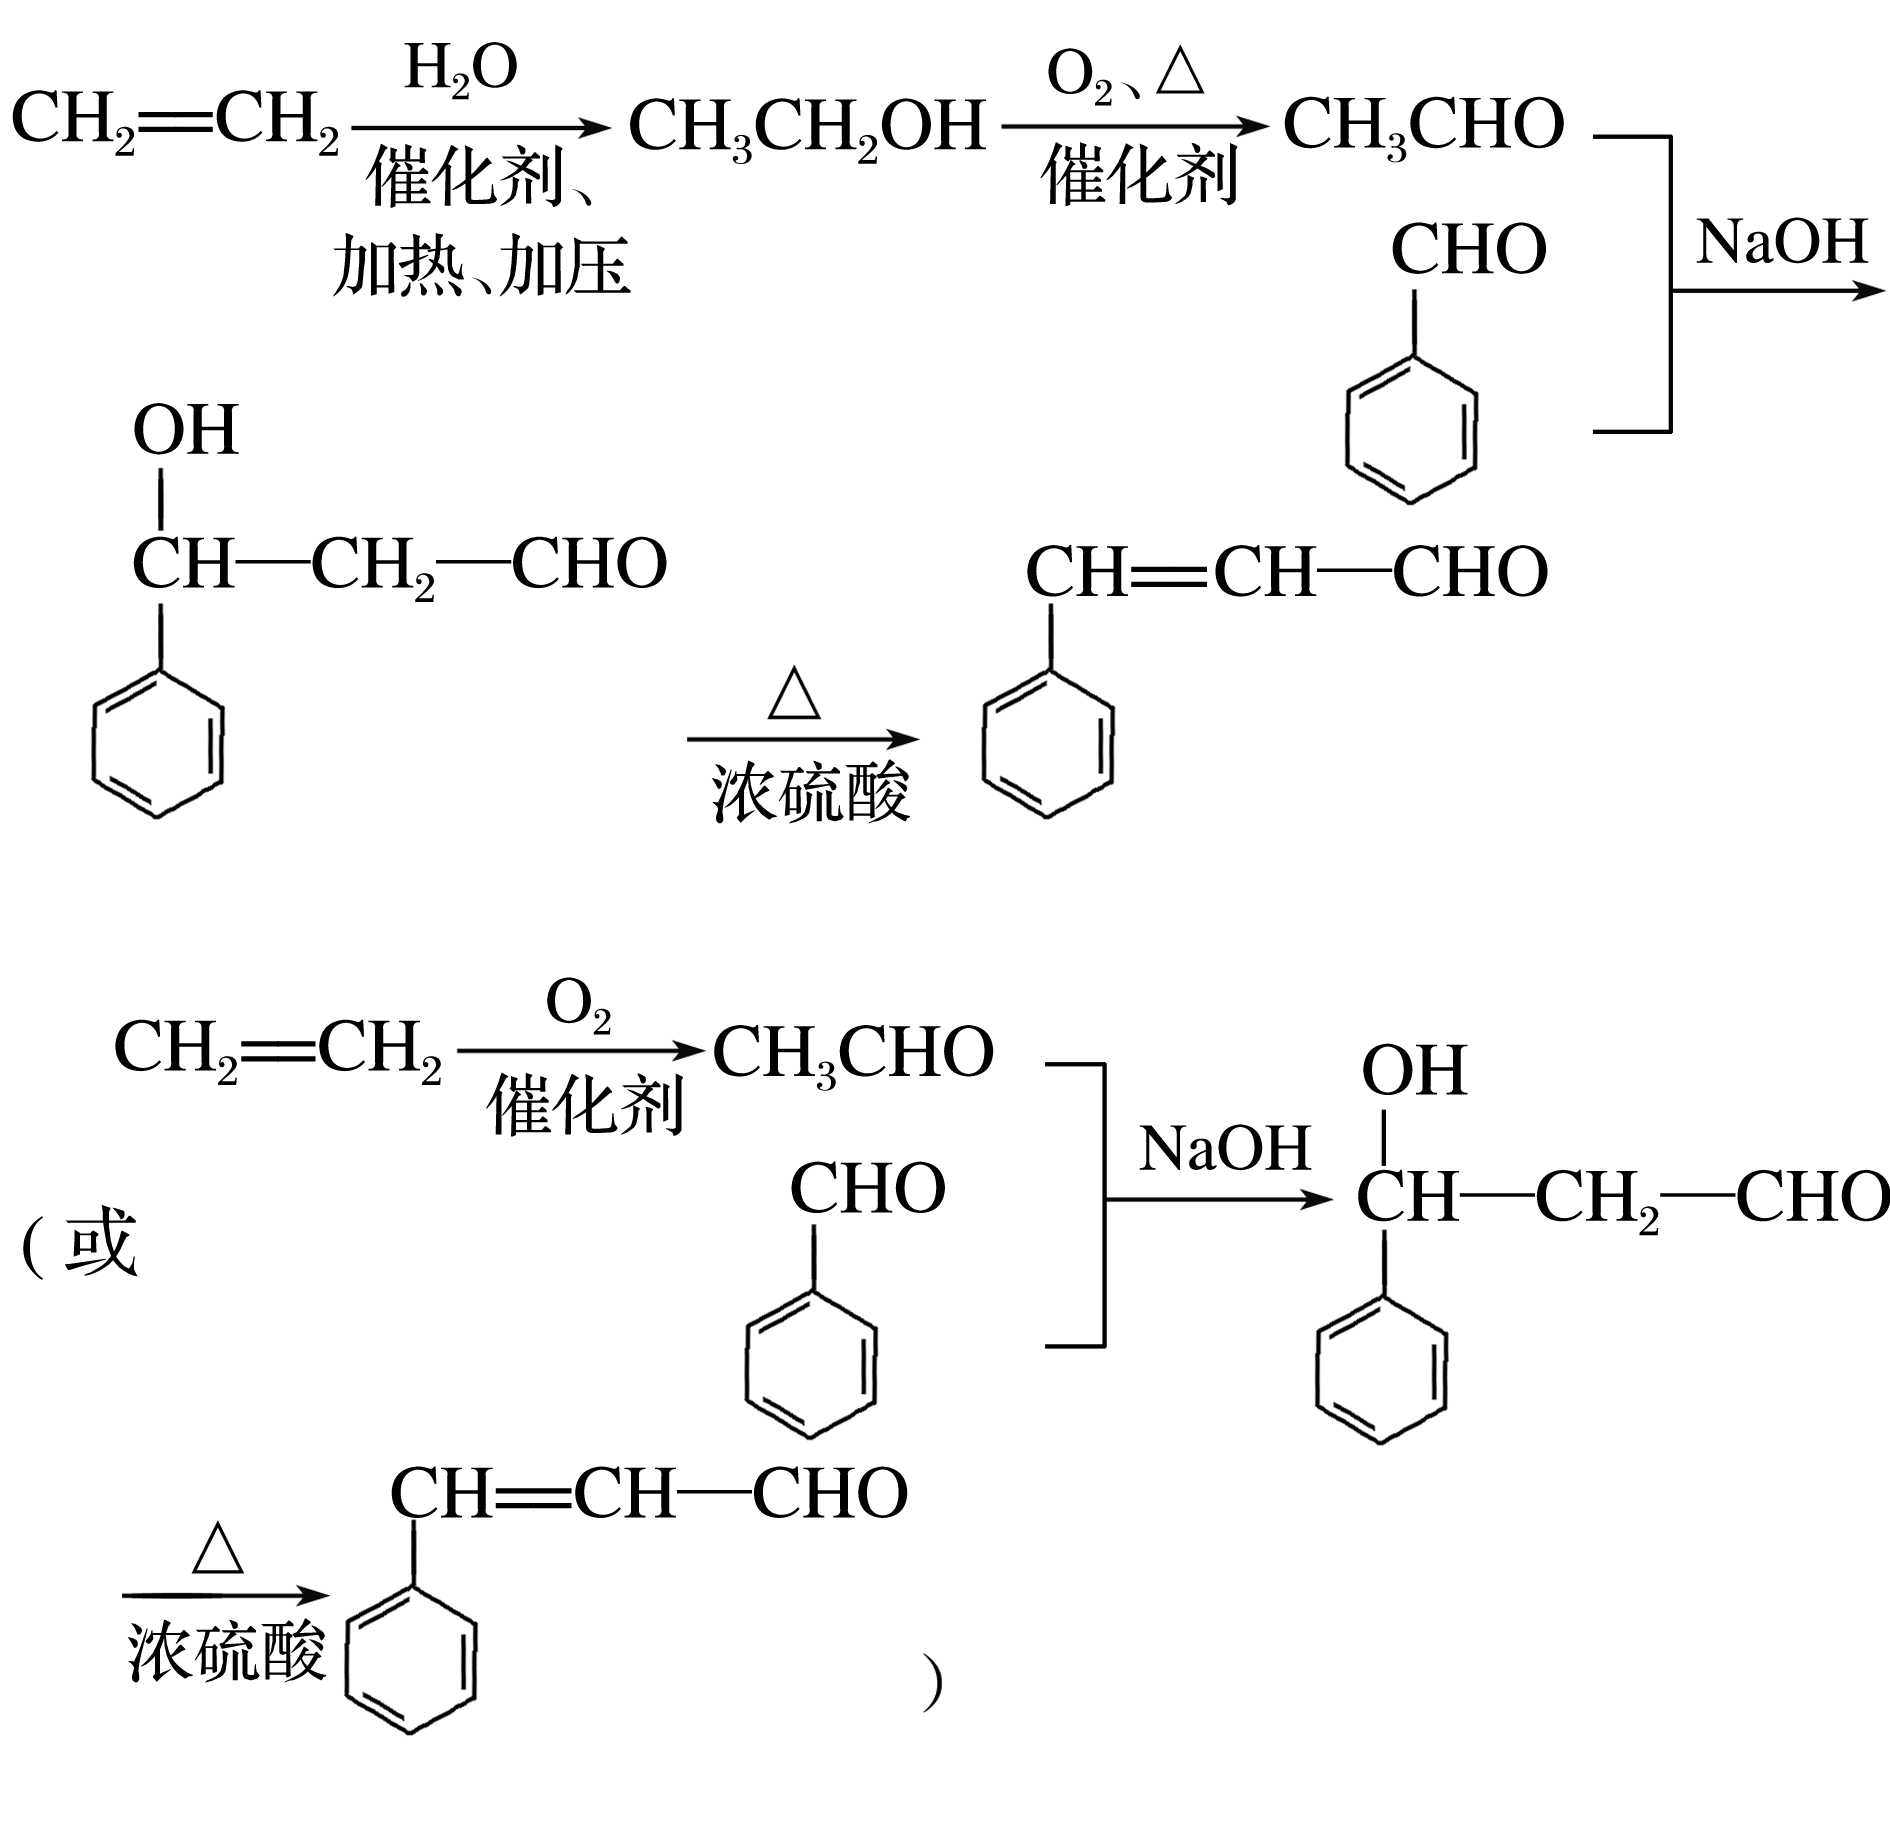 CH₂=CH₂ H₂O 催化剂、加热、加压 CH₃CH₂OH O₂、△ 催化剂 CH₃CHO
CHO NaOH
OH
CH—CH₂—CHO △ 浓硫酸 CH=CH—CHO
CH₂=CH₂ O₂ 催化剂 CH₃CHO
(或 CHO NaOH OH
CH—CH₂—CHO
△ 浓硫酸 CH=CH—CHO
)